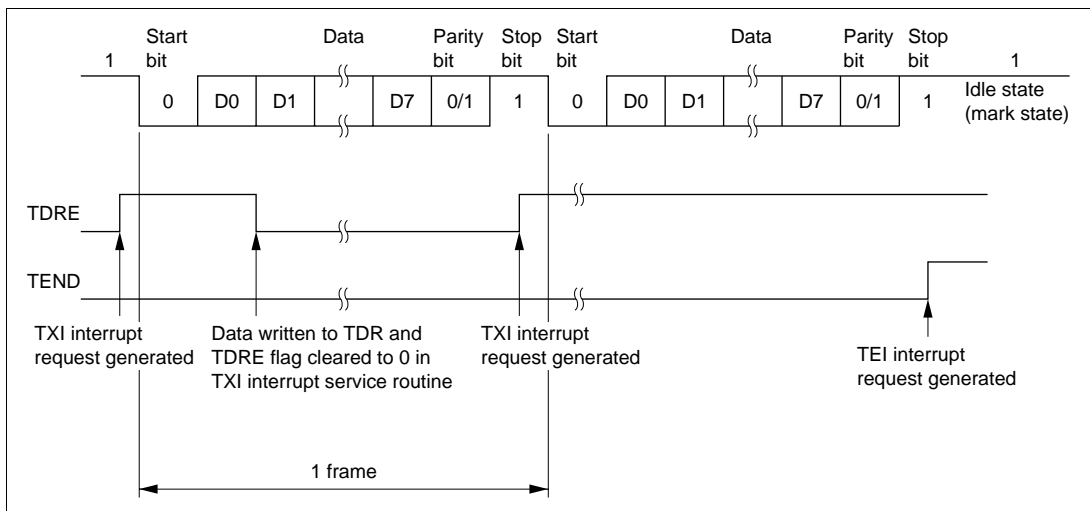 1
Start bit
Data
Parity bit
Stop bit
Start bit
Data
Parity bit
Stop bit
1
0 D0 D1 D7 0/1 1 0 D0 D1 D7 0/1 1
Idle state
(mark state)
TDRE
TEND
TXI interrupt
request generated
Data written to TDR and
TDRE flag cleared to 0 in
TXI interrupt service routine
TXI interrupt
request generated
TEI interrupt
request generated
1 frame